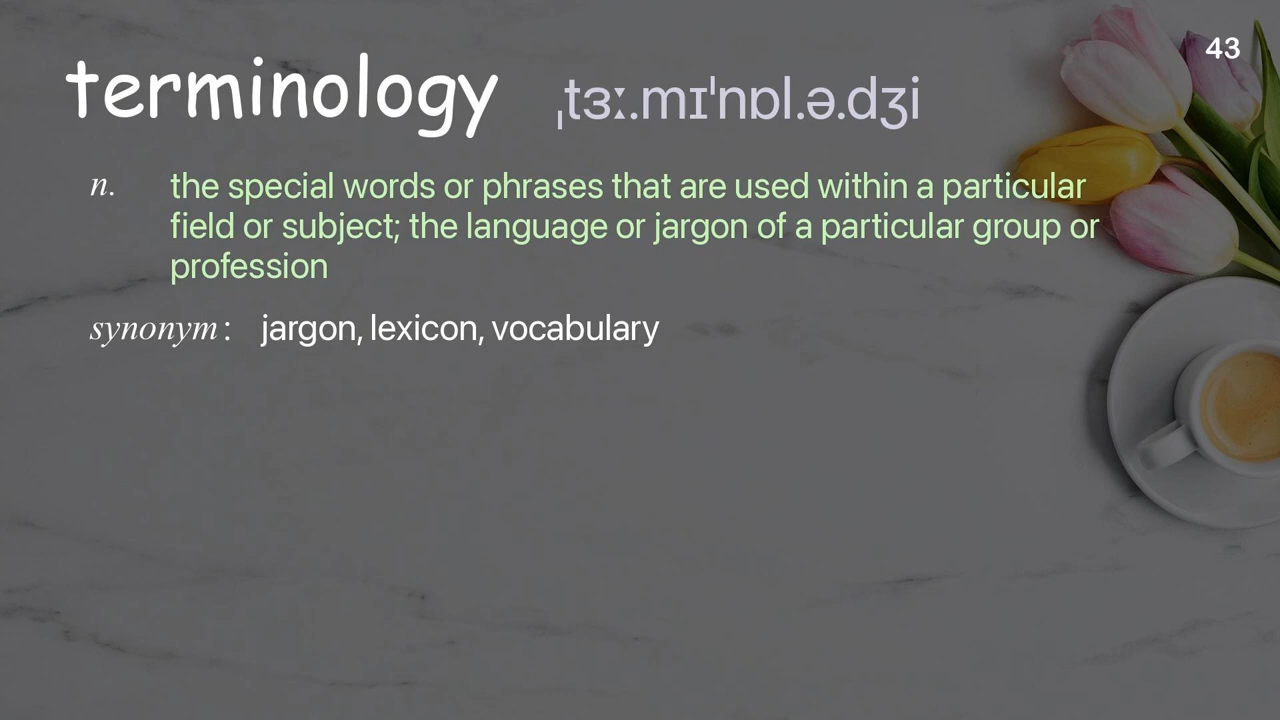 43
terminology ˌtɜː.mɪˈnɒl.ə.dʒi
n. the special words or phrases that are used within a particular
field or subject; the language or jargon of a particular group or
profession
synonym: jargon, lexicon, vocabulary